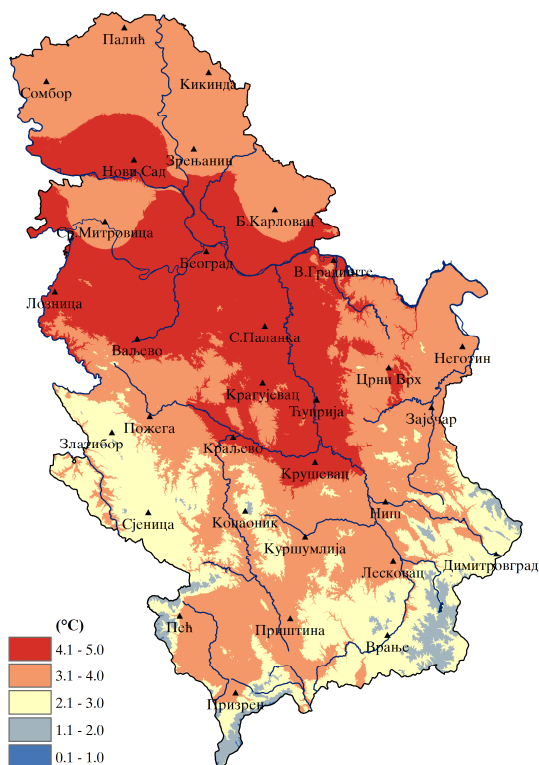 Палић
Сомбор
Кикинда
Зрењанин
Нови Сад
Б.Карловац
Ср.Митровица
Београд
В.Градиште
Лозница
С.Паланка
Ваљево
Неготин
Црни Врх
Крагујевац
Ћуприја
Зајечар
Пожега
Златибор
Краљево
Крушевац
Сјеница
Копаоник
Ниш
Куршумлија
Лесковац
Димитровград
Пећ
Приштина
Врање
Призрен
(°C)
4.1 - 5.0
3.1 - 4.0
2.1 - 3.0
1.1 - 2.0
0.1 - 1.0